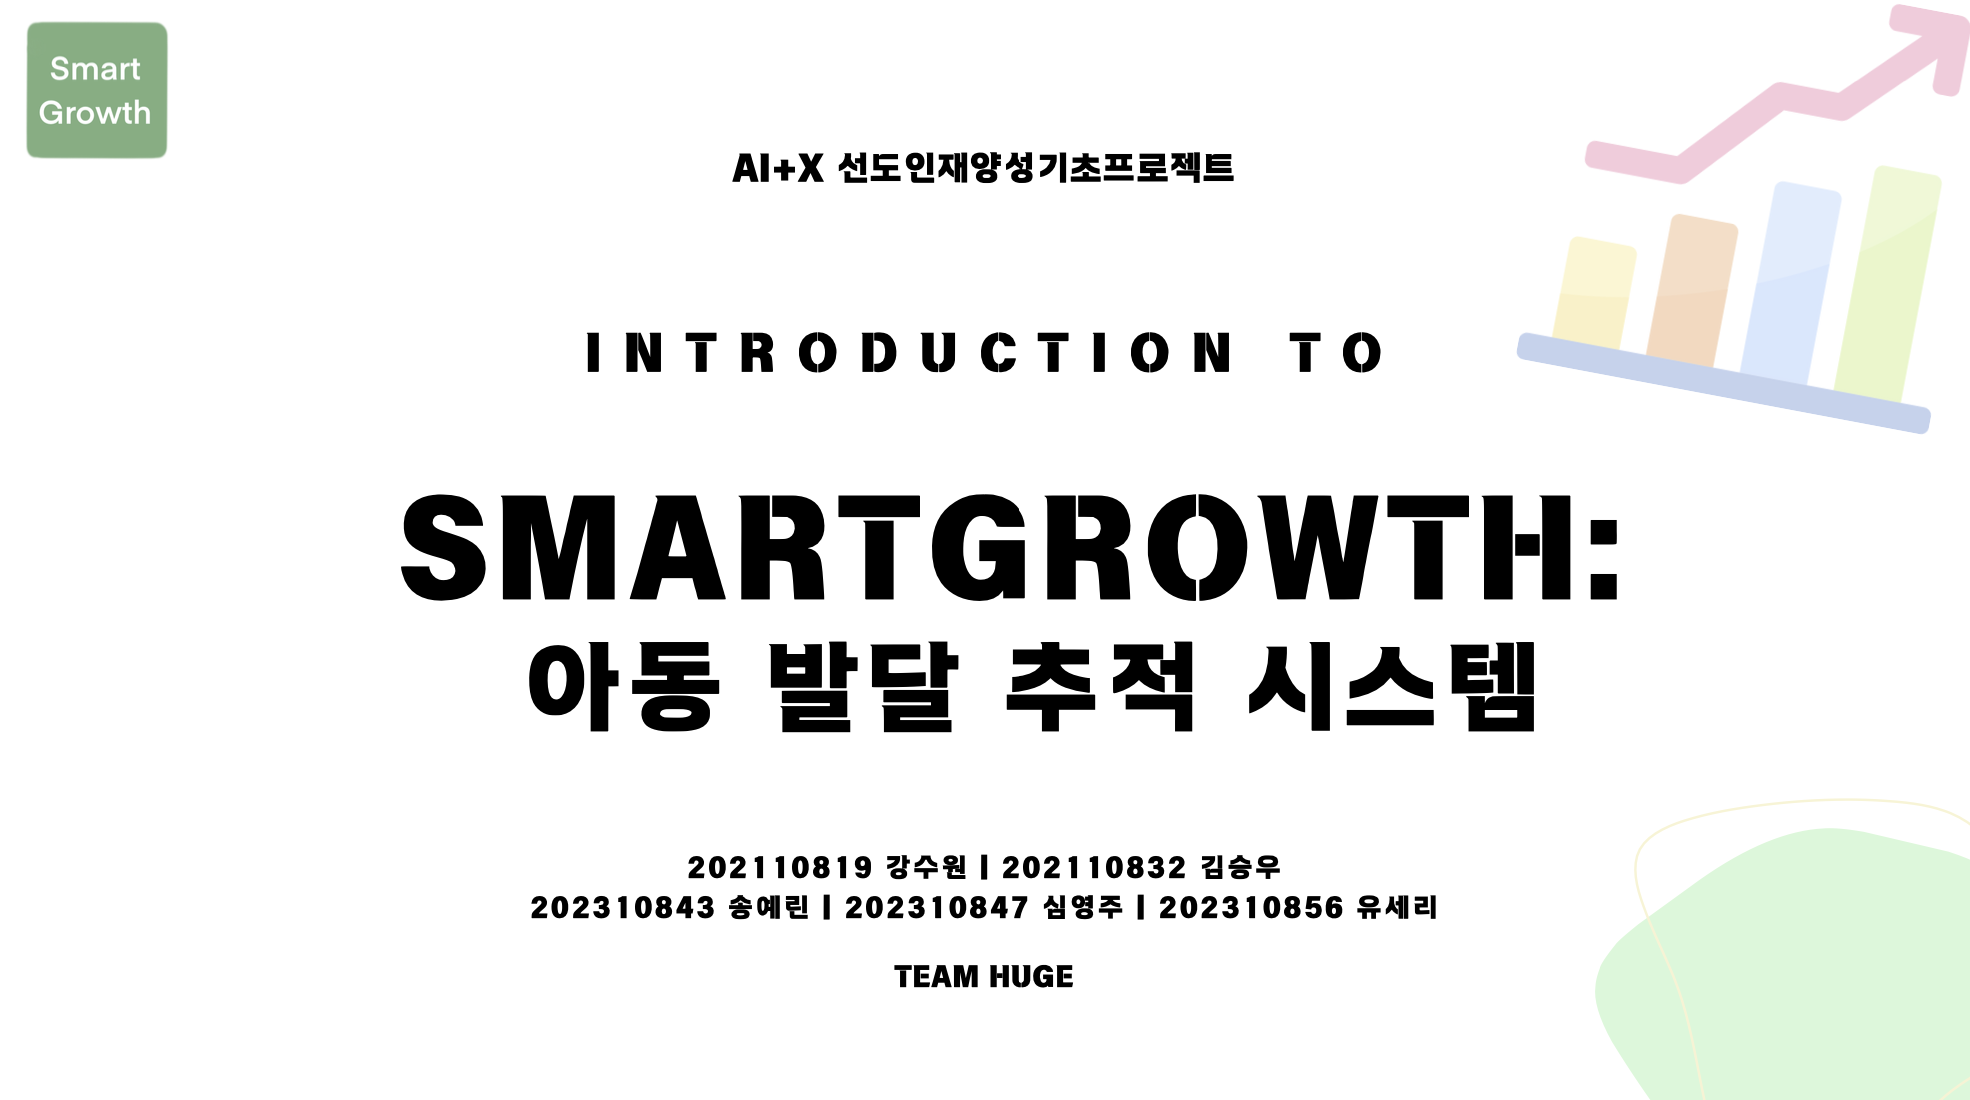 Smart
Growth
AI+X 선도인재양성기초프로젝트
INTRODUCTION TO
SMARTGROWTH:
아동 발달 추적 시스템
202110819 강수원 | 202110832 김승우
202310843 송예린 | 202310847 심영주 | 202310856 유세리
TEAM HUGE